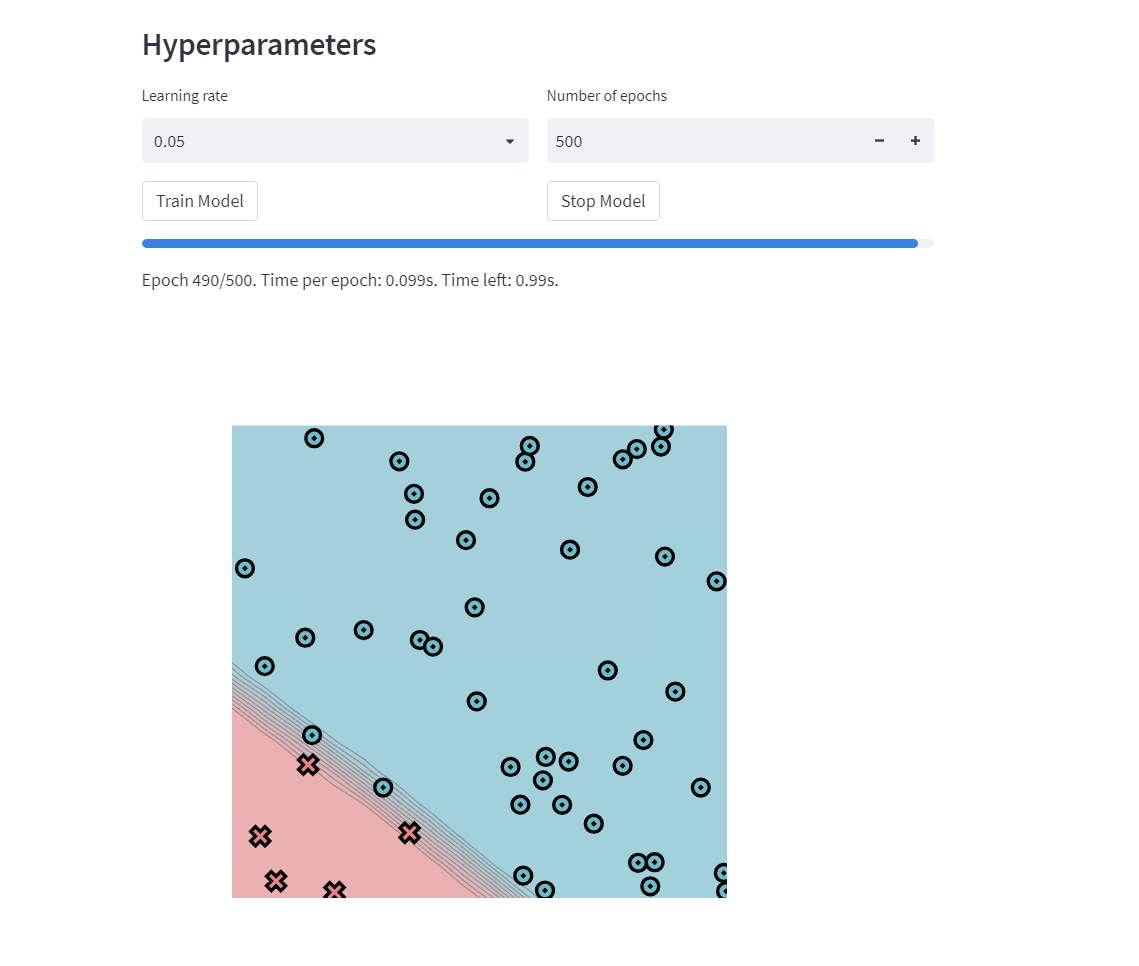 Hyperparameters
Learning rate
Number of epochs
0.05
500
Train Model
Stop Model
Epoch 490/500. Time per epoch: 0.099s. Time left: 0.99s.